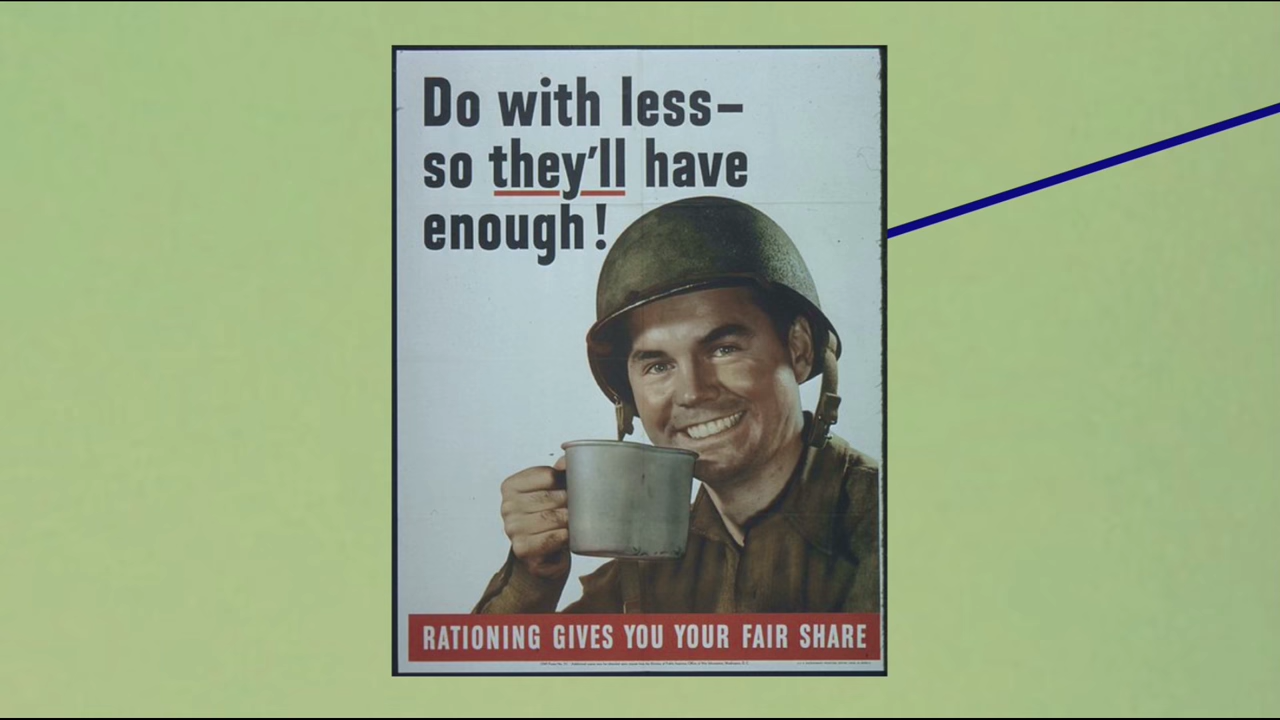 Do with less–
so they'll have
enough!
RATIONING GIVES YOU YOUR FAIR SHARE